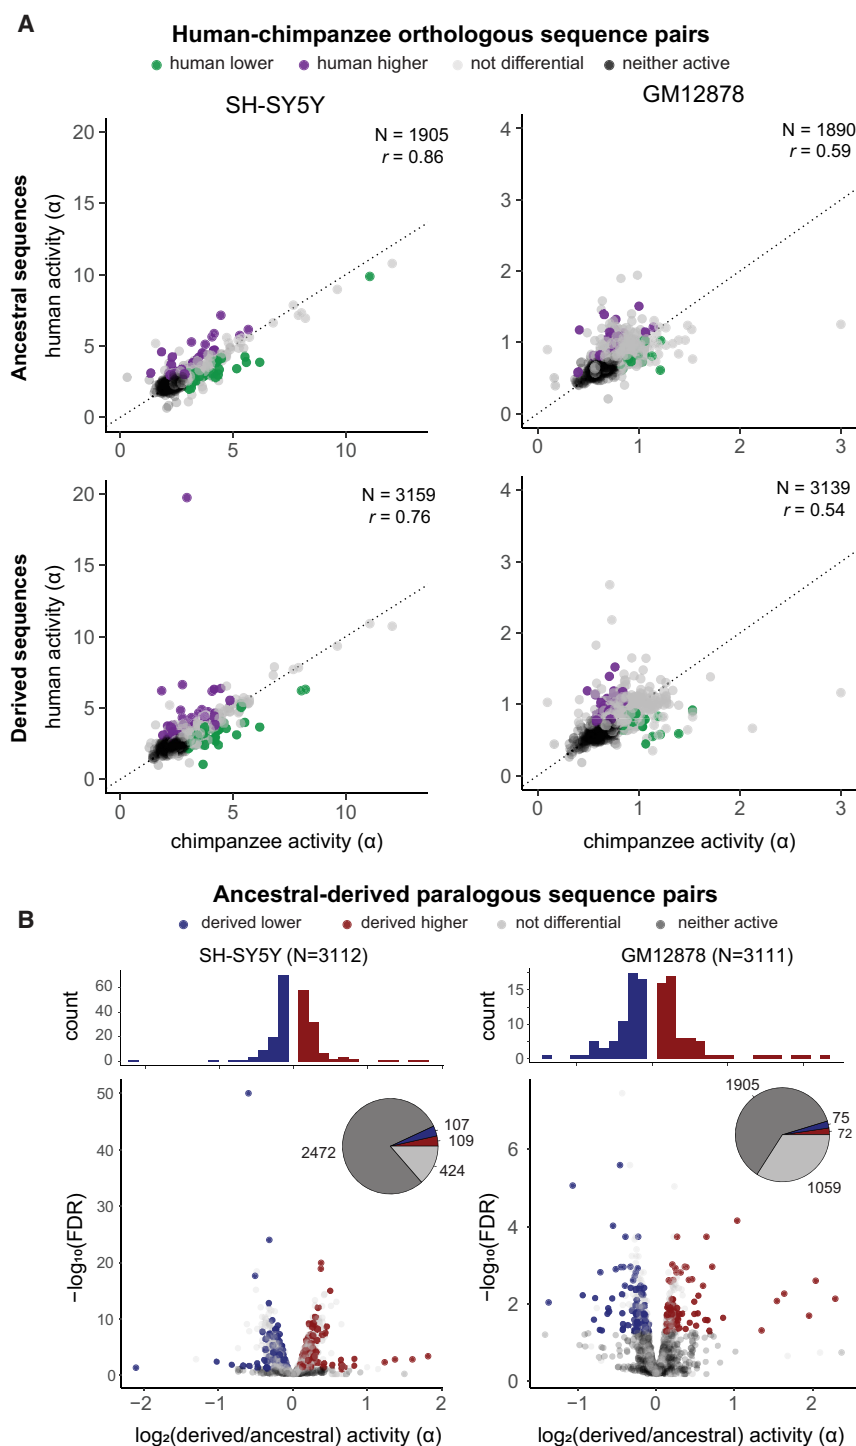 A
Human-chimpanzee orthologous sequence pairs
human lower human higher not differential neither active
SH-SY5Y GM12878
Ancestral sequences
human activity (α)
20
15
10
5
0
0 5 10
N = 1905
r = 0.86
4
3
2
1
0
0 1 2 3
N = 1890
r = 0.59
Derived sequences
human activity (α)
20
15
10
5
0
0 5 10
N = 3159
r = 0.76
4
3
2
1
0
0 1 2 3
N = 3139
r = 0.54
chimpanzee activity (α) chimpanzee activity (α)
B
Ancestral-derived paralogous sequence pairs
derived lower derived higher not differential neither active
SH-SY5Y (N=3112) GM12878 (N=3111)
count
60
40
20
0
count
15
10
5
0
−log₁₀(FDR)
50
40
30
20
10
0
2472
107
109
424
−2 −1 0 1 2
log₂(derived/ancestral) activity (α)
−log₁₀(FDR)
6
4
2
0
1905
75
72
1059
−1 0 1 2
log₂(derived/ancestral) activity (α)